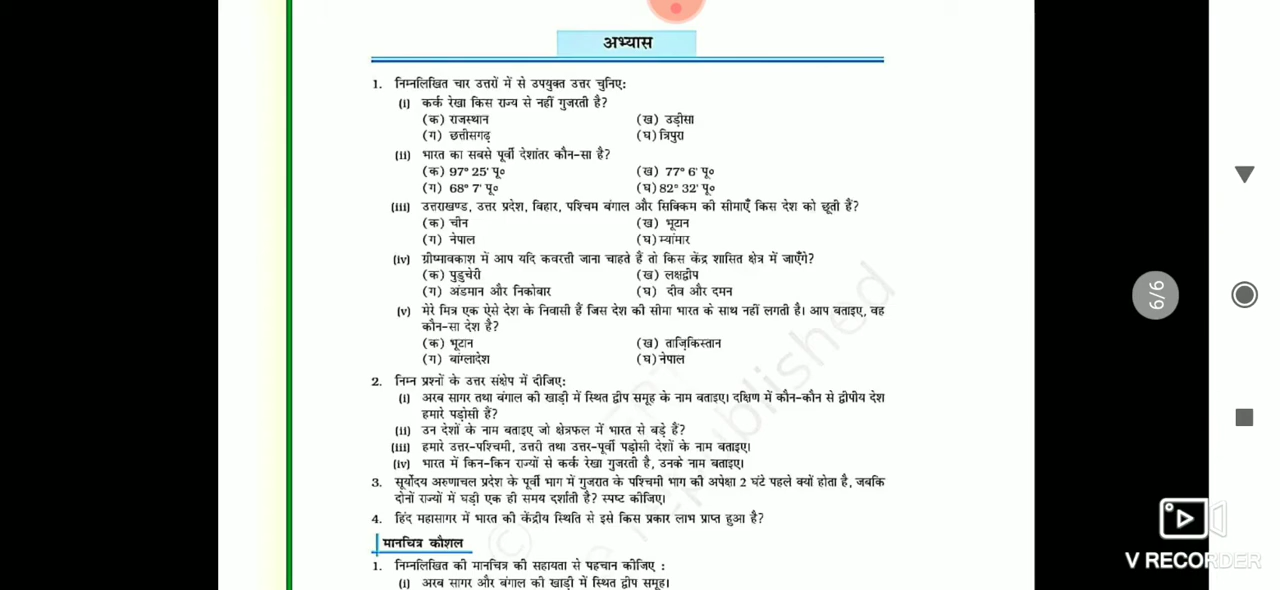 अभ्यास
1. निम्नलिखित चार उत्तरों में से उपयुक्त उत्तर चुनिए:
(i) कर्क रेखा किस राज्य से नहीं गुजरती है?
(क) राजस्थान (ख) उड़ीसा
(ग) छत्तीसगढ़ (घ) त्रिपुरा
(ii) भारत का सबसे पूर्वी देशांतर कौन-सा है?
(क) 97° 25' पू० (ख) 77° 6' पू०
(ग) 68° 7' पू० (घ) 82° 32' पू०
(iii) उत्तराखण्ड, उत्तर प्रदेश, बिहार, पश्चिम बंगाल और सिक्किम की सीमाएँ किस देश को छूती हैं?
(क) चीन (ख) भूटान
(ग) नेपाल (घ) म्यांमार
(iv) ग्रीष्मावकाश में आप यदि कवरत्ती जाना चाहते हैं तो किस केंद्र शासित क्षेत्र में जाएँगे?
(क) पुडुचेरी (ख) लक्षद्वीप
(ग) अंडमान और निकोबार (घ) दीव और दमन
(v) मेरे मित्र एक ऐसे देश के निवासी हैं जिस देश की सीमा भारत के साथ नहीं लगती है। आप बताइए, वह
कौन-सा देश है?
(क) भूटान (ख) ताजिकिस्तान
(ग) बांग्लादेश (घ) नेपाल
2. निम्न प्रश्नों के उत्तर संक्षेप में दीजिए:
(i) अरब सागर तथा बंगाल की खाड़ी में स्थित द्वीप समूह के नाम बताइए। दक्षिण में कौन-कौन से द्वीपीय देश
हमारे पड़ोसी हैं?
(ii) उन देशों के नाम बताइए जो क्षेत्रफल में भारत से बड़े हैं?
(iii) हमारे उत्तर-पश्चिमी, उत्तरी तथा उत्तर-पूर्वी पड़ोसी देशों के नाम बताइए।
(iv) भारत में किन-किन राज्यों से कर्क रेखा गुजरती है, उनके नाम बताइए।
3. सूर्योदय अरुणाचल प्रदेश के पूर्वी भाग में गुजरात के पश्चिमी भाग की अपेक्षा 2 घंटे पहले क्यों होता है, जबकि
दोनों राज्यों में घड़ी एक ही समय दर्शाती है? स्पष्ट कीजिए।
4. हिंद महासागर में भारत की केंद्रीय स्थिति से इसे किस प्रकार लाभ प्राप्त हुआ है?
मानचित्र कौशल
1. निम्नलिखित की मानचित्र की सहायता से पहचान कीजिए :
(i) अरब सागर और बंगाल की खाड़ी में स्थित द्वीप समूह।
6/6
V RECORDER